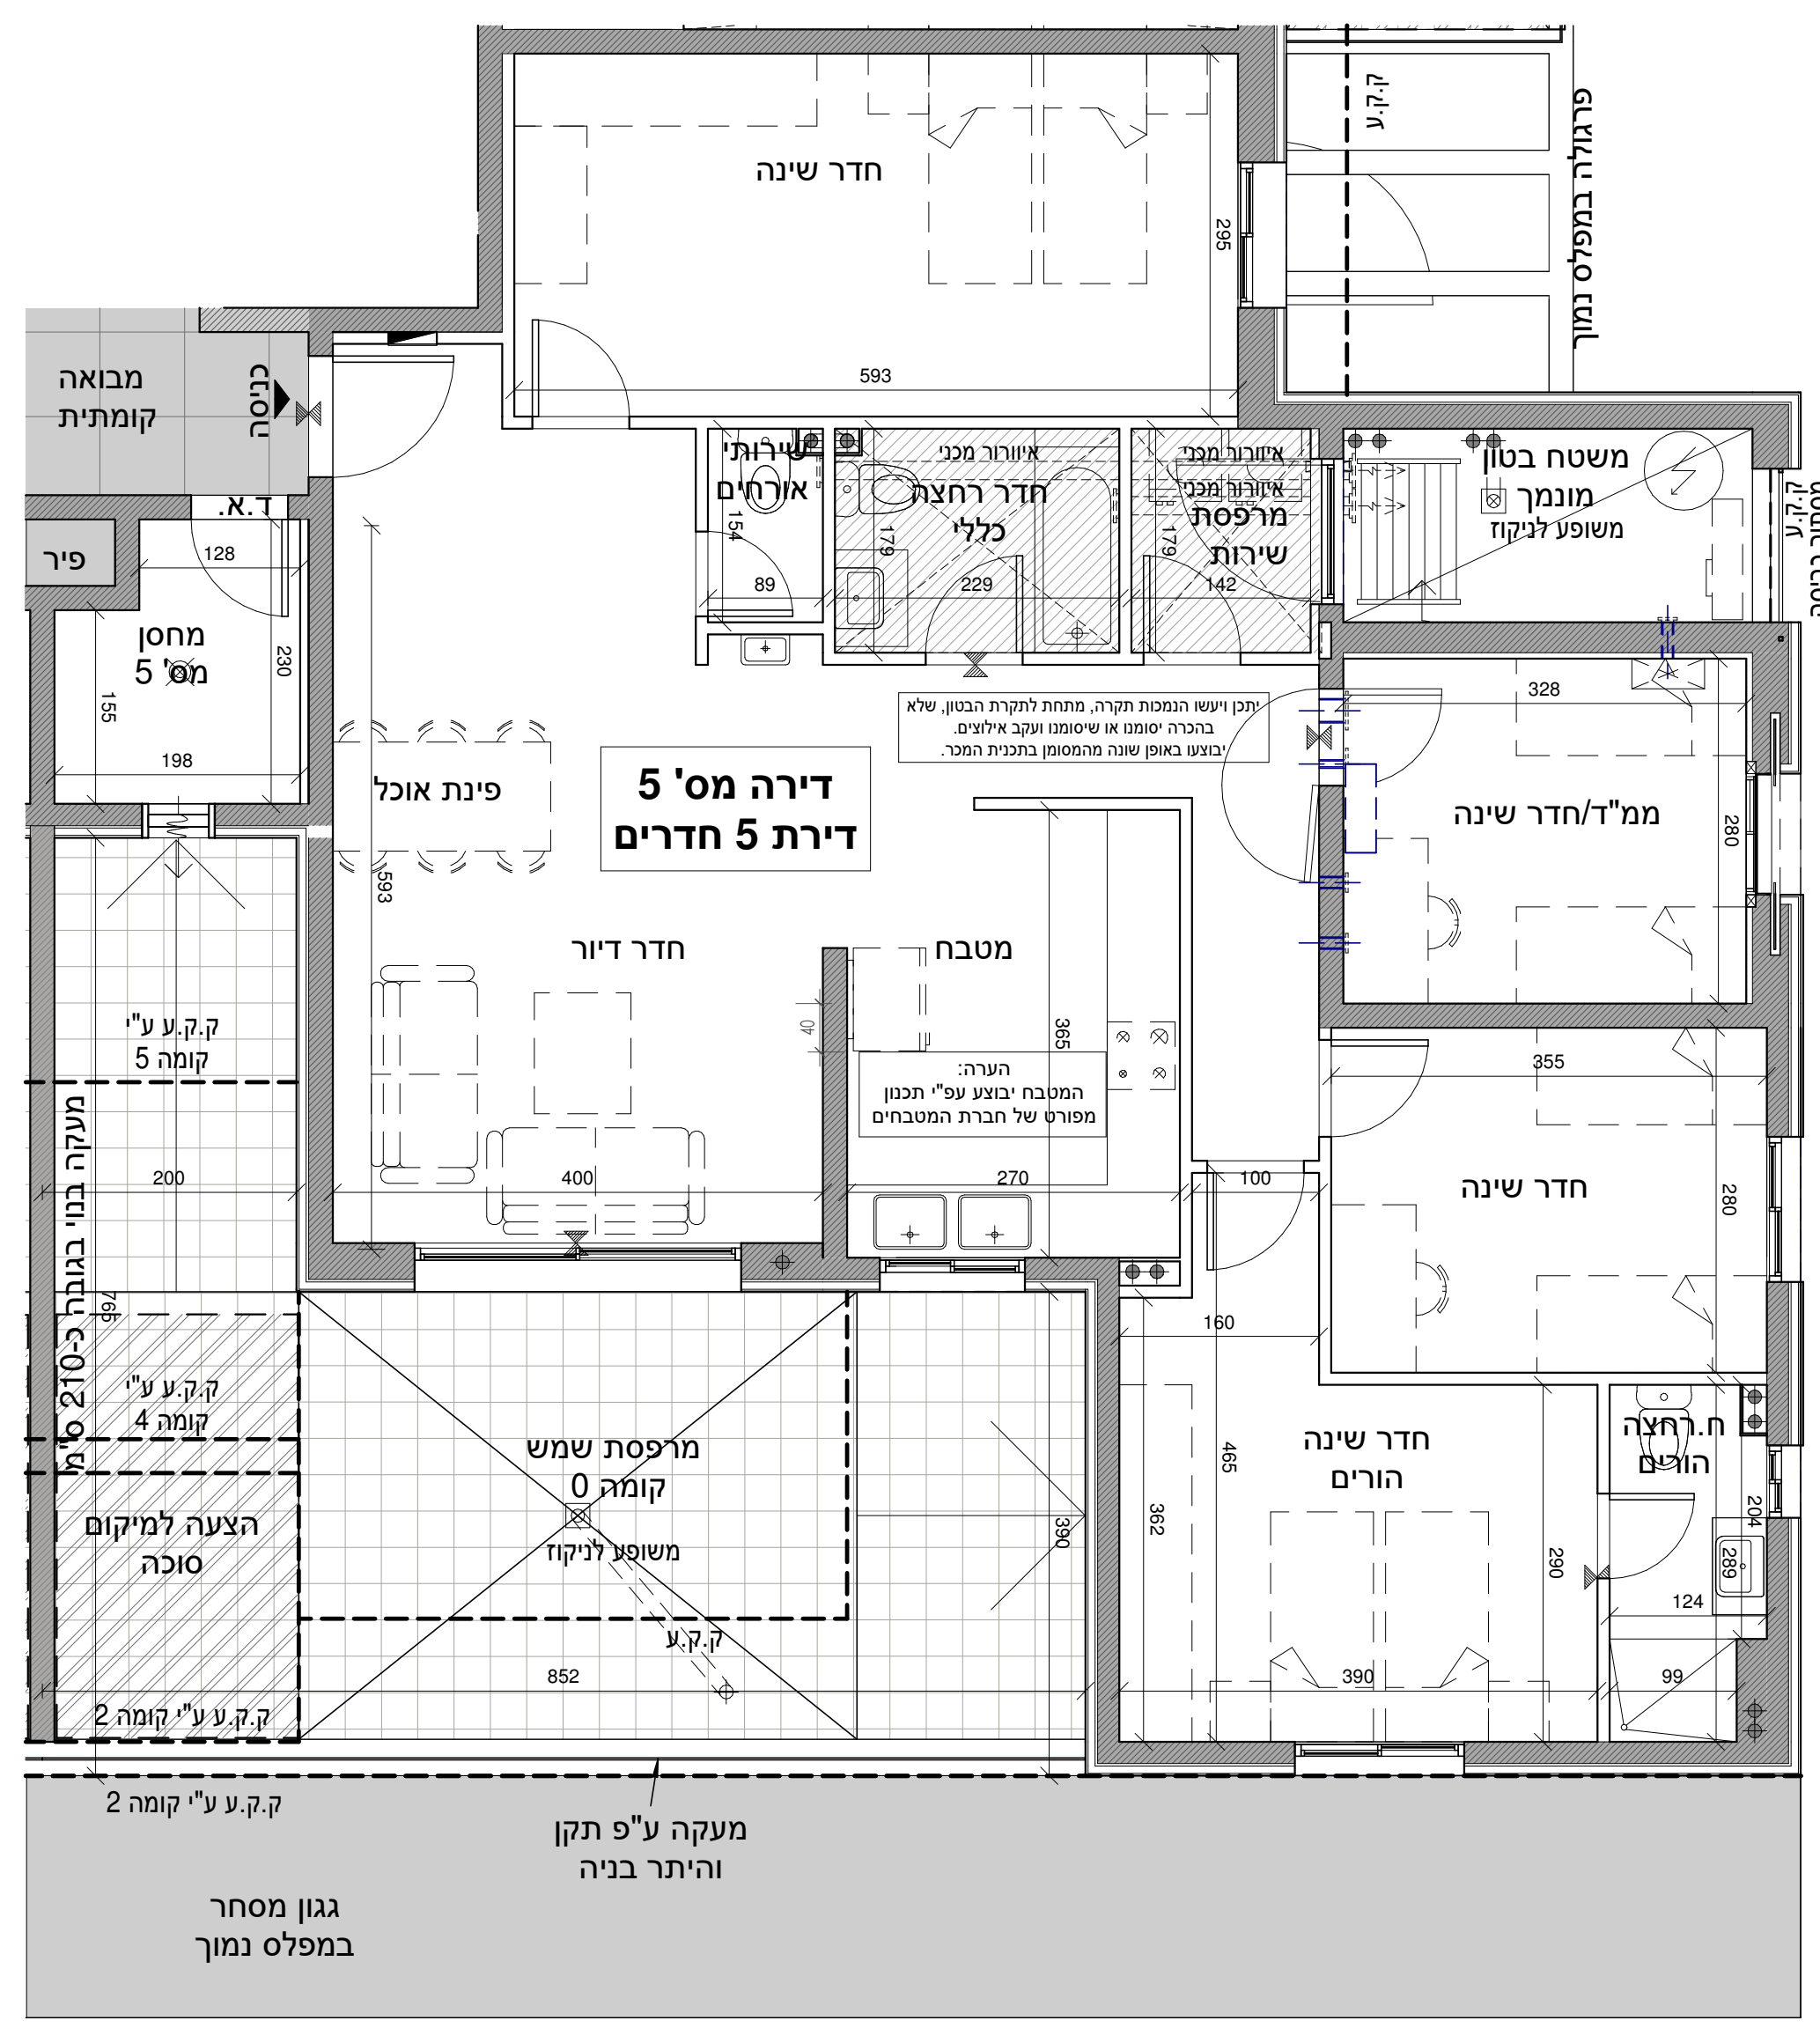 חדר שינה
295
593
ק.ק.ע
פרגולה במפלס נמוך
מבואה
קומתית
כניסה
ד.א.
פיר
128
מחסן
מס' 5
230
155
198
שירותי
אורחים
154
89
איוורור מכני
חדר רחצה
כללי
179
229
איוורור מכני
איוורור מכני
מרפסת
שירות
179
142
משטח בטון
מונמך
משופע לניקוז
ק.ק.ע
יתכן ויעשו הנמכות תקרה, מתחת לתקרת הבטון, שלא
בהכרח יסומנו או שיסומנו ועקב אילוצים.
יבוצעו באופן שונה מהמסומן בתכנית המכר.
328
ממ"ד/חדר שינה
280
פינת אוכל
דירה מס' 5
דירת 5 חדרים
593
חדר דיור
מטבח
40
365
הערה:
המטבח יבוצע עפ"י תכנון
מפורט של חברת המטבחים
400
270
100
355
חדר שינה
280
ק.ק.ע ע"י
קומה 5
200
מעקה בנוי בגובה כ-210 ס"מ
765
ק.ק.ע ע"י
קומה 4
הצעה למיקום
סוכה
ק.ק.ע ע"י קומה 2
מרפסת שמש
קומה 0
משופע לניקוז
ק.ק.ע
852
390
160
465
362
חדר שינה
הורים
290
390
ח.רחצה
הורים
204
289
124
99
ק.ק.ע ע"י קומה 2
מעקה ע"פ תקן
והיתר בניה
גגון מסחר
במפלס נמוך